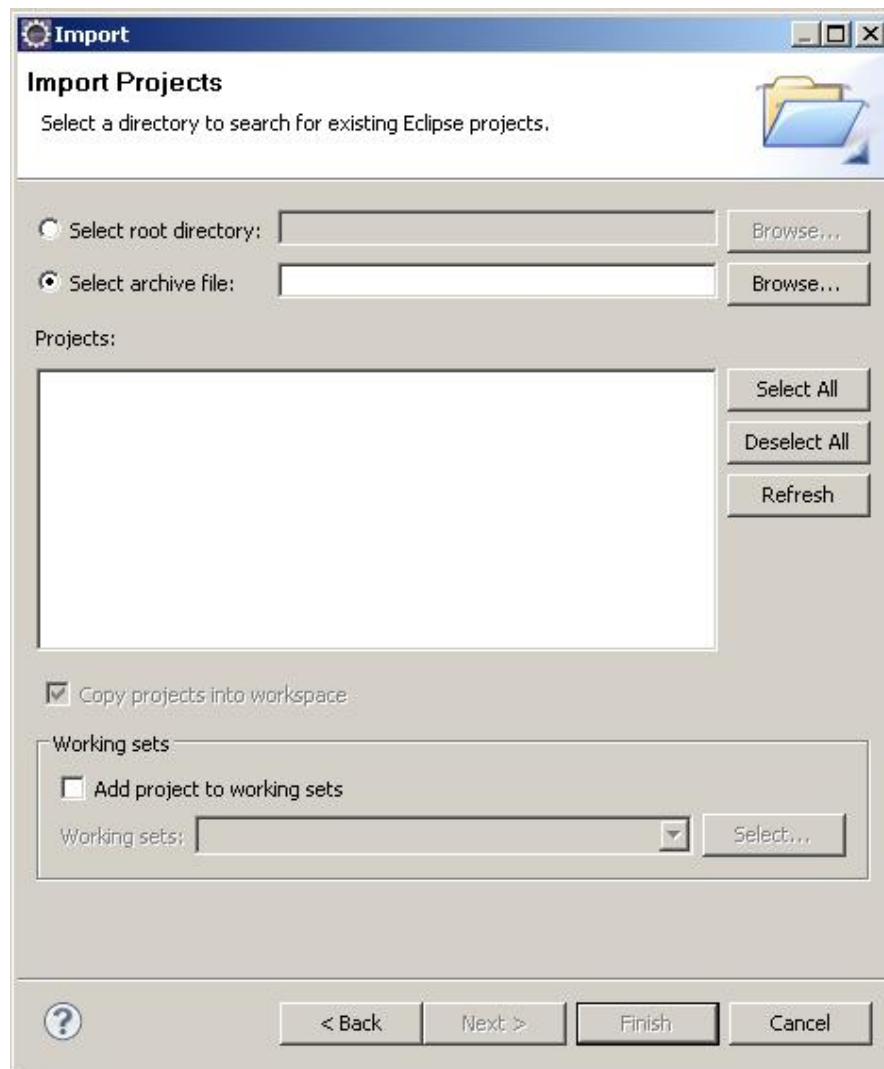 Import
Import Projects
Select a directory to search for existing Eclipse projects.
Select root directory: Browse...
Select archive file: Browse...
Projects:
Select All
Deselect All
Refresh
Copy projects into workspace
Working sets
Add project to working sets
Working sets: Select...
? < Back Next > Finish Cancel